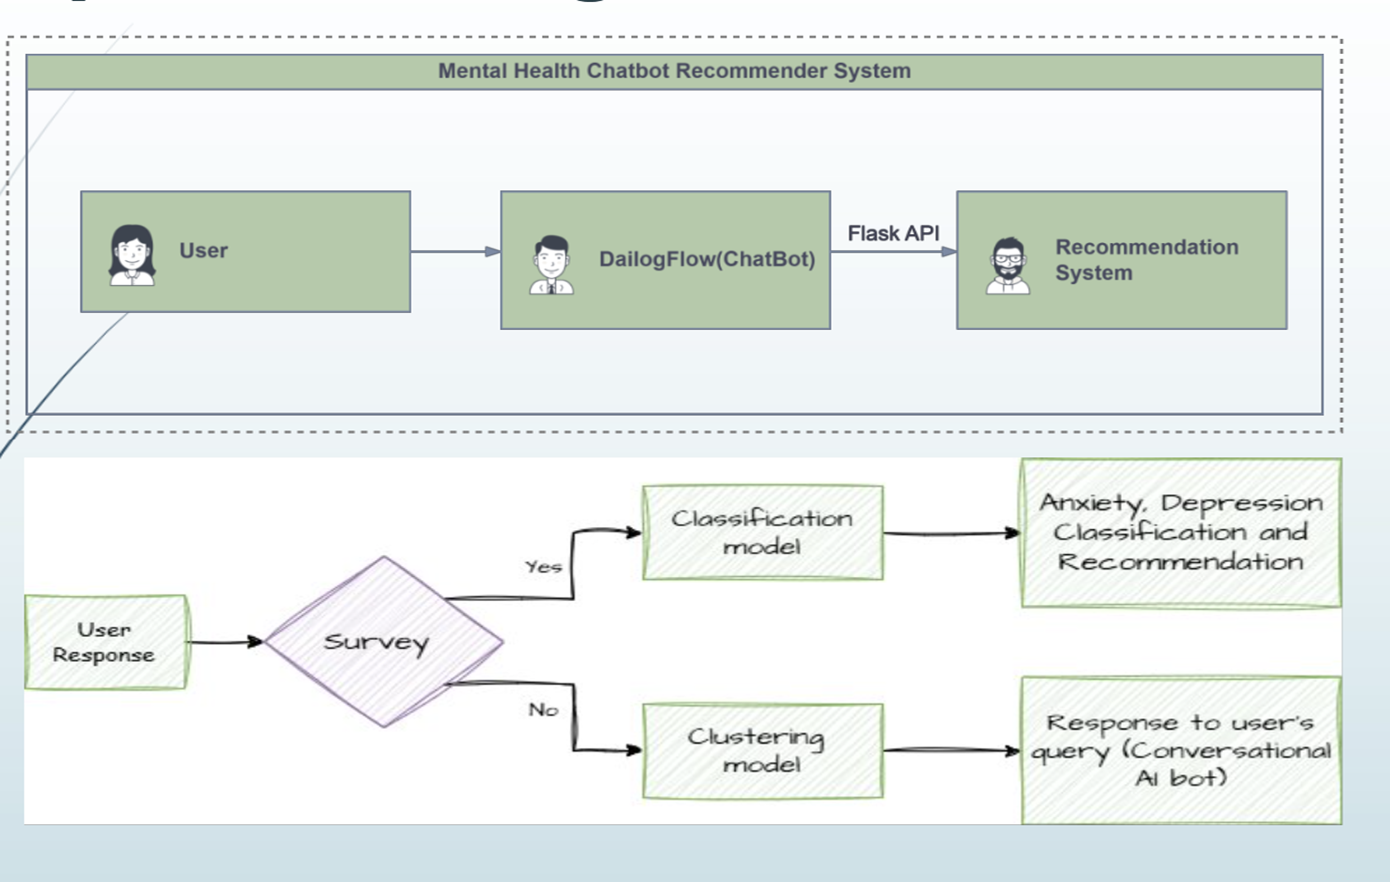 Mental Health Chatbot Recommender System
User
DailogFlow(ChatBot)
Flask API
Recommendation
System
User
Response
Survey
Yes
No
Classification
model
Clustering
model
Anxiety, Depression
Classification and
Recommendation
Response to user's
query (Conversational
AI bot)